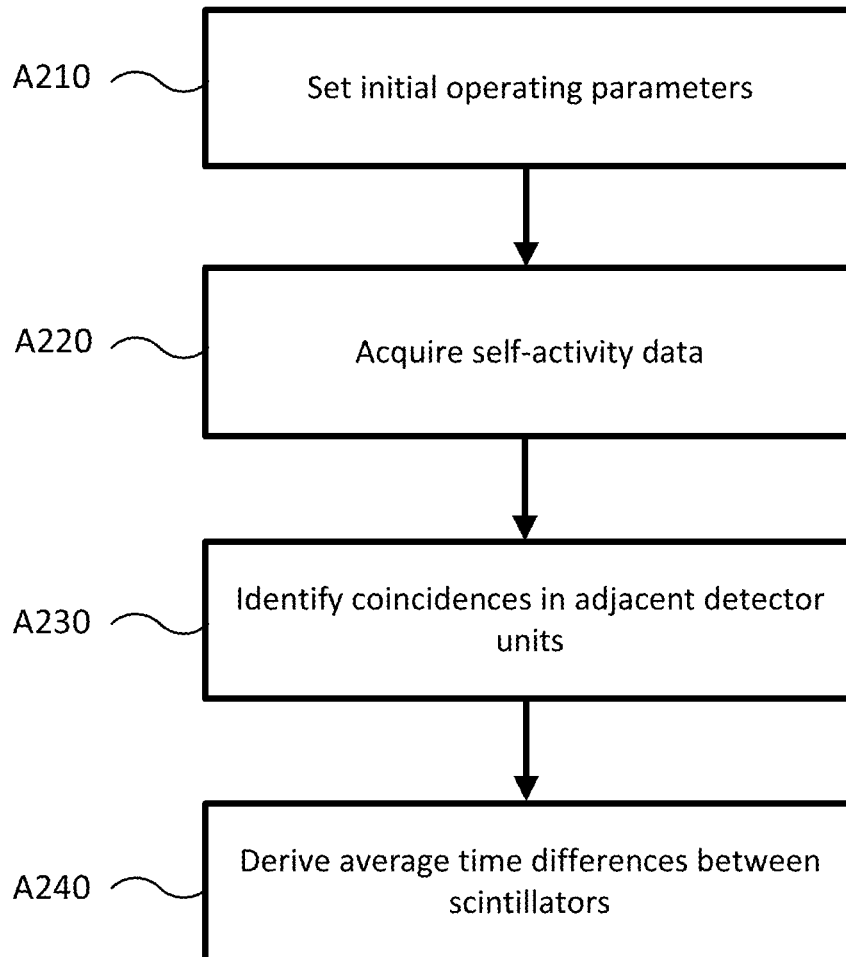 A210
Set initial operating parameters
A220
Acquire self-activity data
A230
Identify coincidences in adjacent detector
units
A240
Derive average time differences between
scintillators